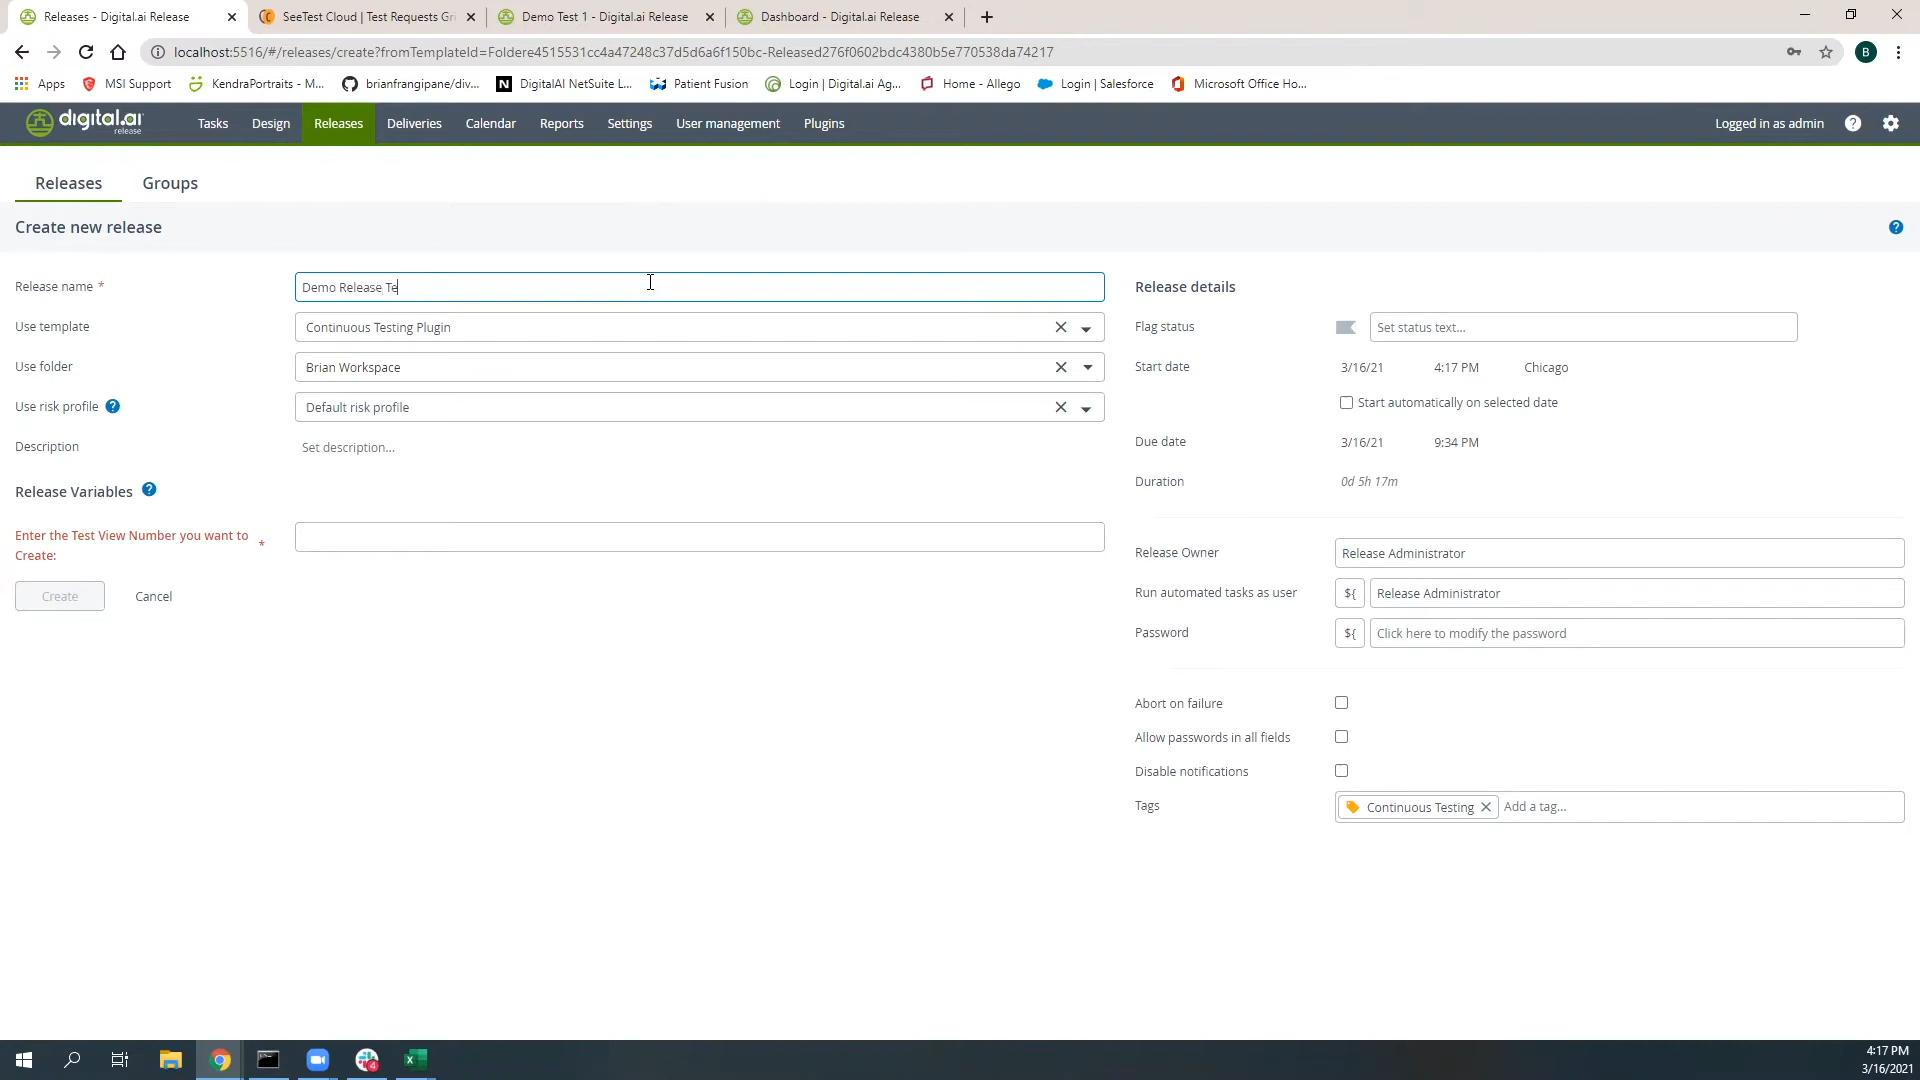 Releases - Digital.ai Release
SeeTest Cloud | Test Requests Gri
Demo Test 1 - Digital.ai Release
Dashboard - Digital.ai Release
localhost:5516/#/releases/create?fromTemplateId=Foldere4515531cc4a47248c37d5d6a6f150bc-Released276f0602bdc4380b5e770538da74217
B
Apps
MSI Support
KendraPortraits - M...
brianfrangipane/div...
DigitalAI NetSuite L...
Patient Fusion
Login | Digital.ai Ag...
Home - Allego
Login | Salesforce
Microsoft Office Ho...
digital.ai
release
Tasks
Design
Releases
Deliveries
Calendar
Reports
Settings
User management
Plugins
Logged in as admin
Releases
Groups
Create new release
Release name *
Demo Release Te
Use template
Continuous Testing Plugin
Use folder
Brian Workspace
Use risk profile
Default risk profile
Description
Set description...
Release Variables
Enter the Test View Number you want to
Create:
*
Create
Cancel
Release details
Flag status
Set status text...
Start date
3/16/21
4:17 PM
Chicago
Start automatically on selected date
Due date
3/16/21
9:34 PM
Duration
0d 5h 17m
Release Owner
Release Administrator
Run automated tasks as user
${
Release Administrator
Password
${
Click here to modify the password
Abort on failure
Allow passwords in all fields
Disable notifications
Tags
Continuous Testing
Add a tag...
4:17 PM
3/16/2021